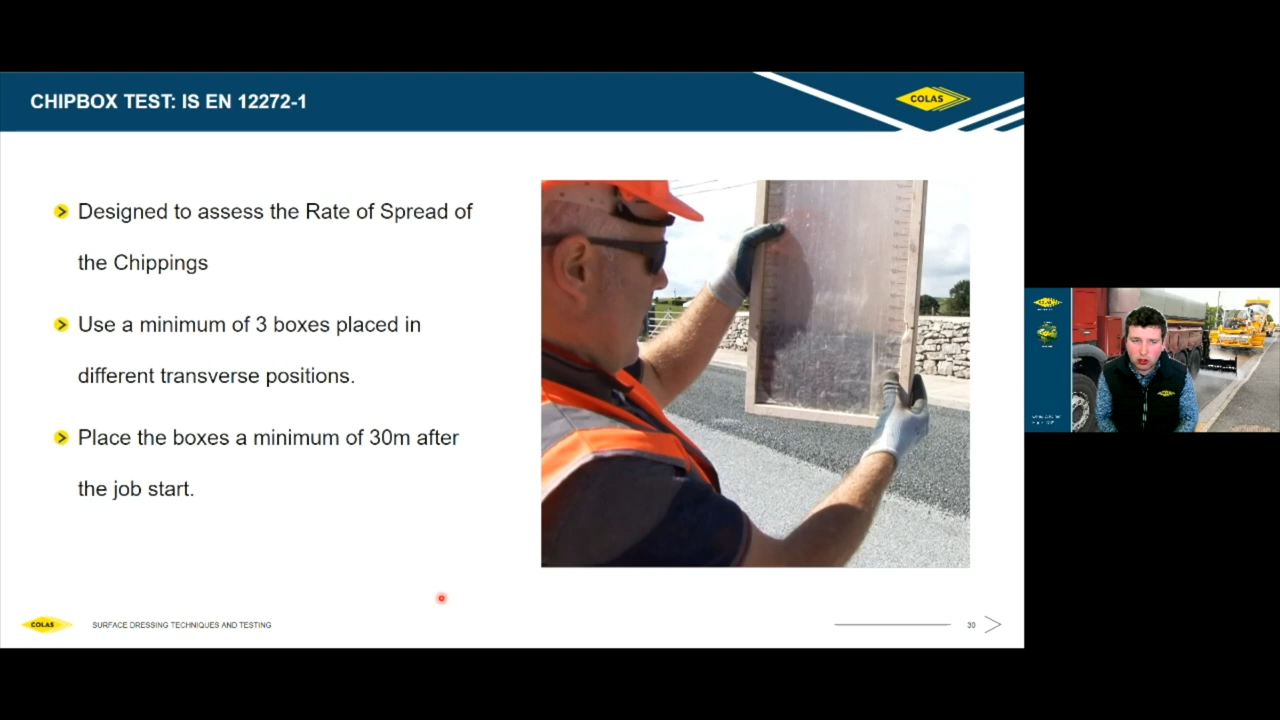 CHIPBOX TEST: IS EN 12272-1
COLAS
Designed to assess the Rate of Spread of
the Chippings
Use a minimum of 3 boxes placed in
different transverse positions.
Place the boxes a minimum of 30m after
the job start.
COLAS
SURFACE DRESSING TECHNIQUES AND TESTING
30